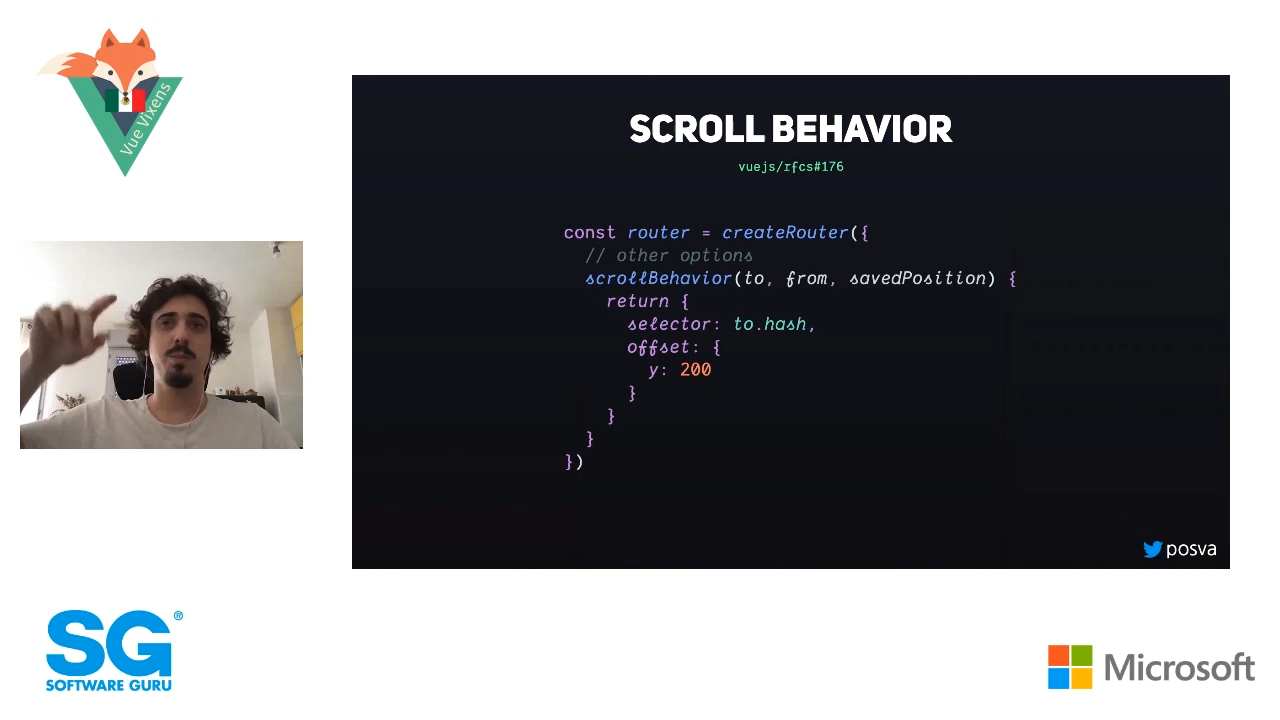 Vue Vixens
SCROLL BEHAVIOR
vuejs/rfcs#176
const router = createRouter({
// other options
scrollBehavior(to, from, savedPosition) {
return {
selector: to.hash,
offset: {
y: 200
}
}
}
})
posva
SG®
SOFTWARE GURU
Microsoft